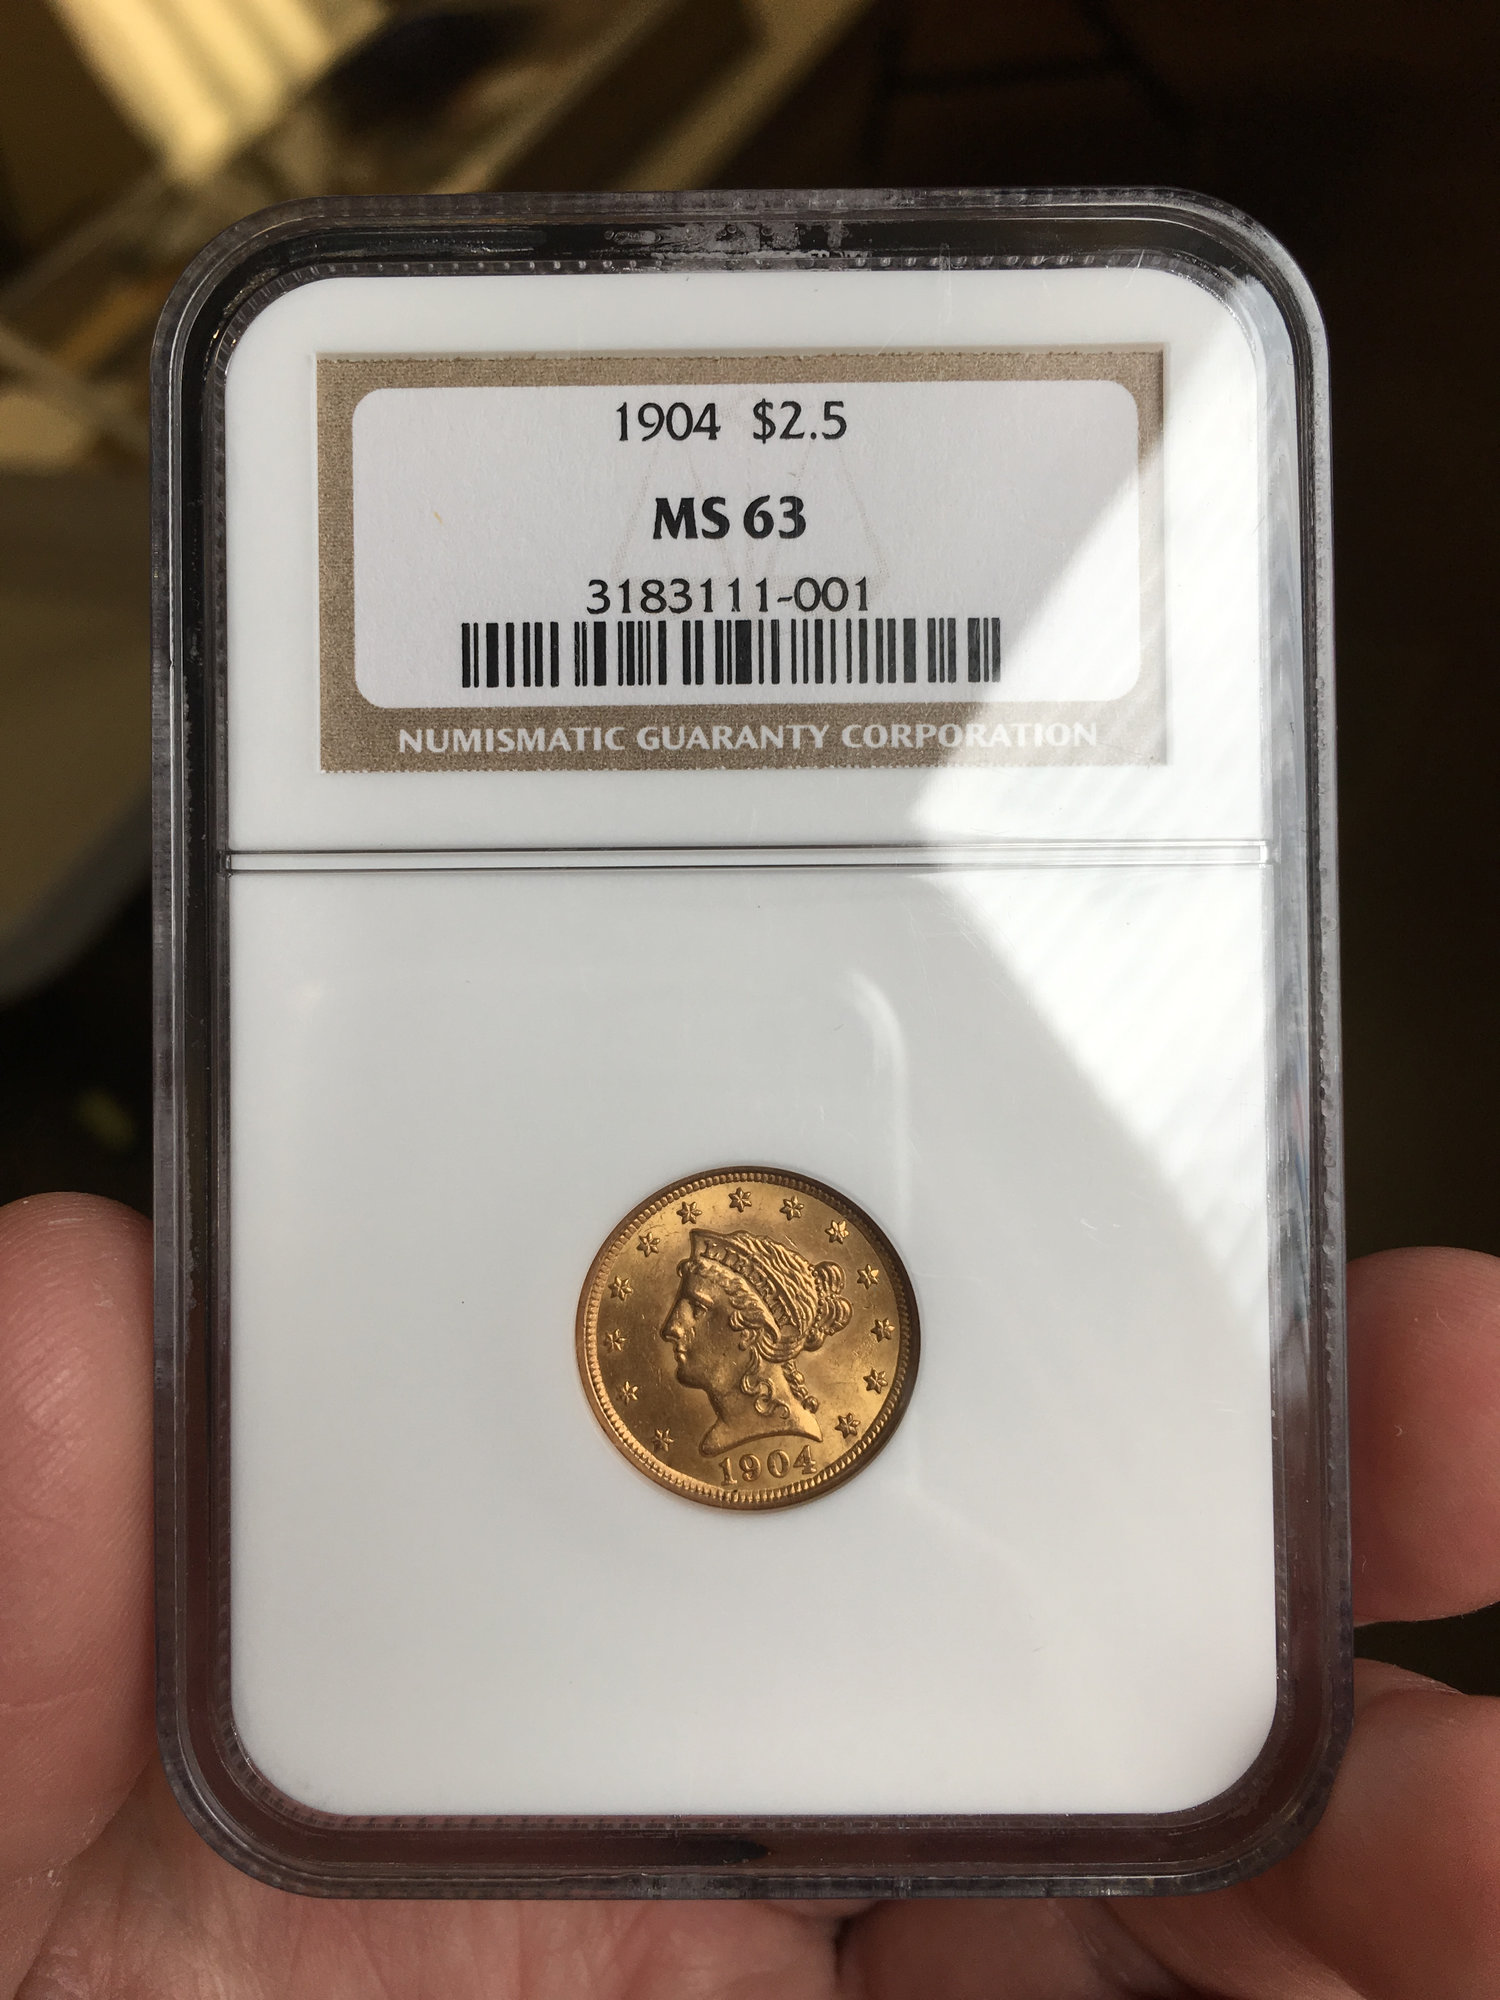 1904 $2.5
MS 63
3183111-001
NUMISMATIC GUARANTY CORPORATION
LIBERTY
1904